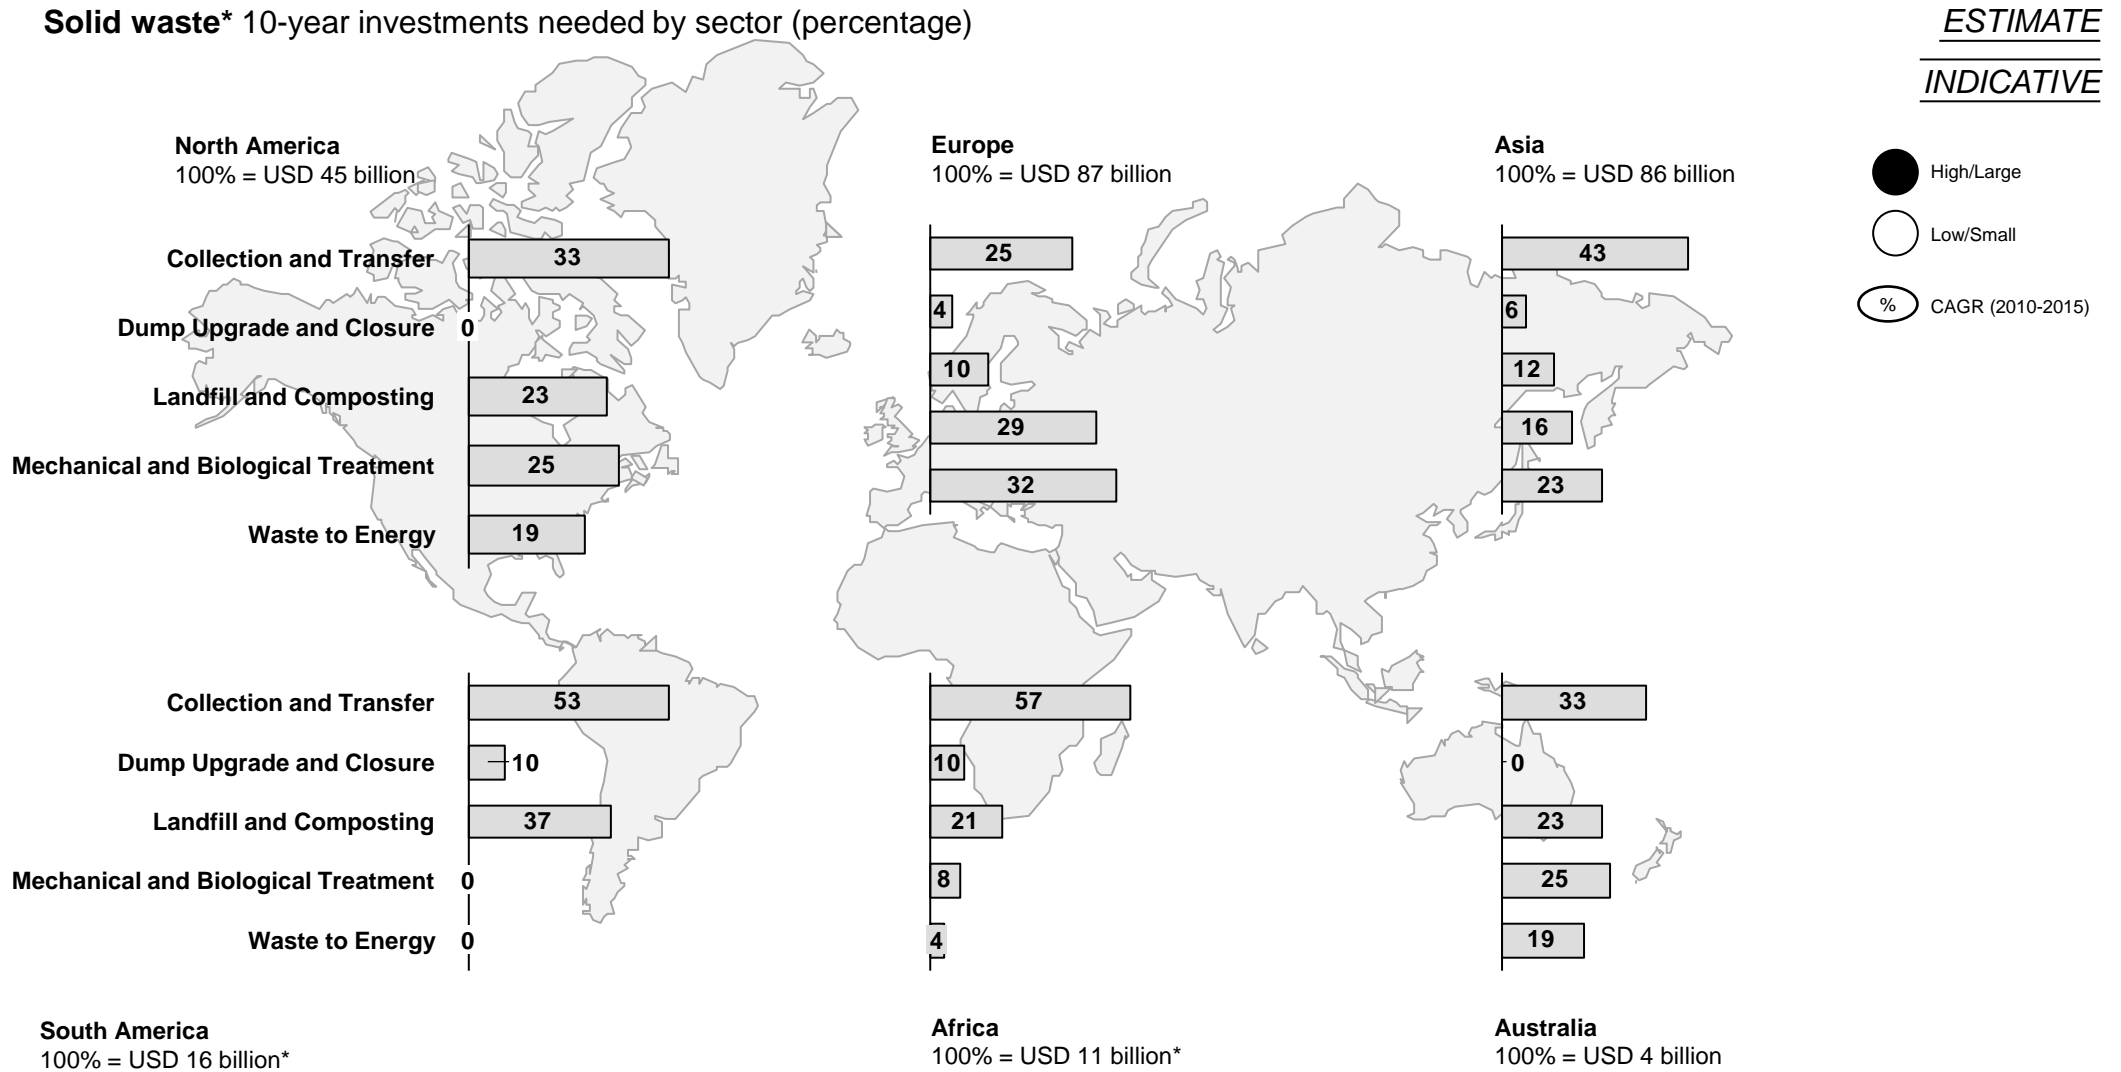 Solid waste* 10-year investments needed by sector (percentage)
ESTIMATE
INDICATIVE
High/Large
Low/Small
% CAGR (2010-2015)
North America
100% = USD 45 billion
Collection and Transfer 33
Dump Upgrade and Closure 0
Landfill and Composting 23
Mechanical and Biological Treatment 25
Waste to Energy 19
Europe
100% = USD 87 billion
25
4
10
29
32
Asia
100% = USD 86 billion
43
6
12
16
23
Collection and Transfer 53
Dump Upgrade and Closure 10
Landfill and Composting 37
Mechanical and Biological Treatment 0
Waste to Energy 0
South America
100% = USD 16 billion*
57
10
21
8
4
Africa
100% = USD 11 billion*
33
0
23
25
19
Australia
100% = USD 4 billion